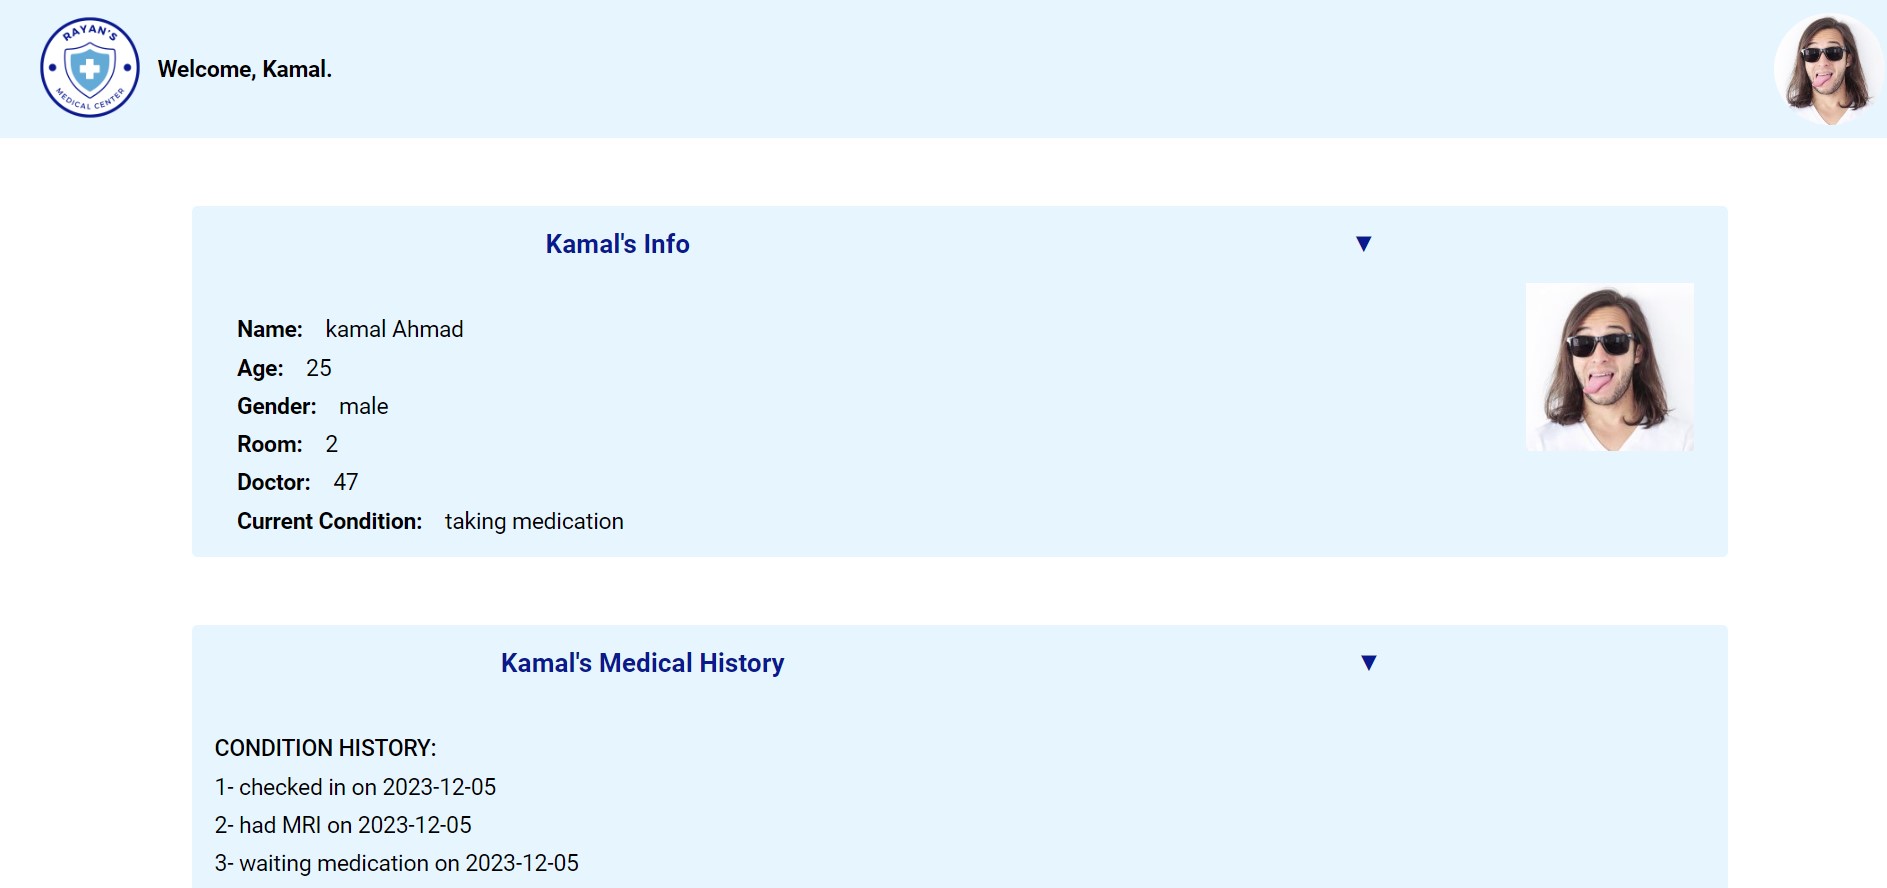 RAYAN'S
MEDICAL CENTER
Welcome, Kamal.
Kamal's Info ▼
Name: kamal Ahmad
Age: 25
Gender: male
Room: 2
Doctor: 47
Current Condition: taking medication
Kamal's Medical History ▼
CONDITION HISTORY:
1- checked in on 2023-12-05
2- had MRI on 2023-12-05
3- waiting medication on 2023-12-05